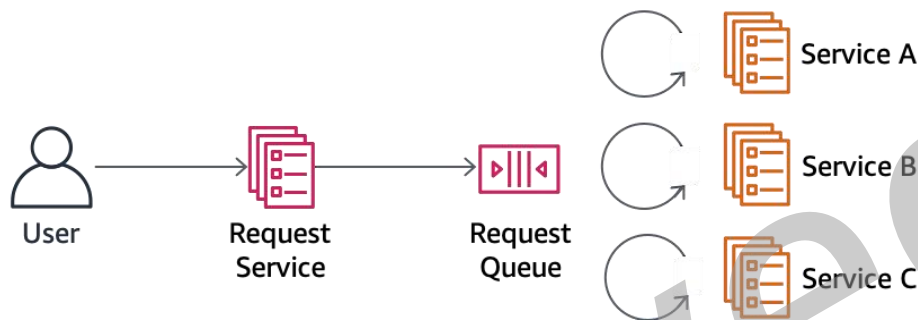 Service A
Service B
User
Request
Service
Request
Queue
Service C